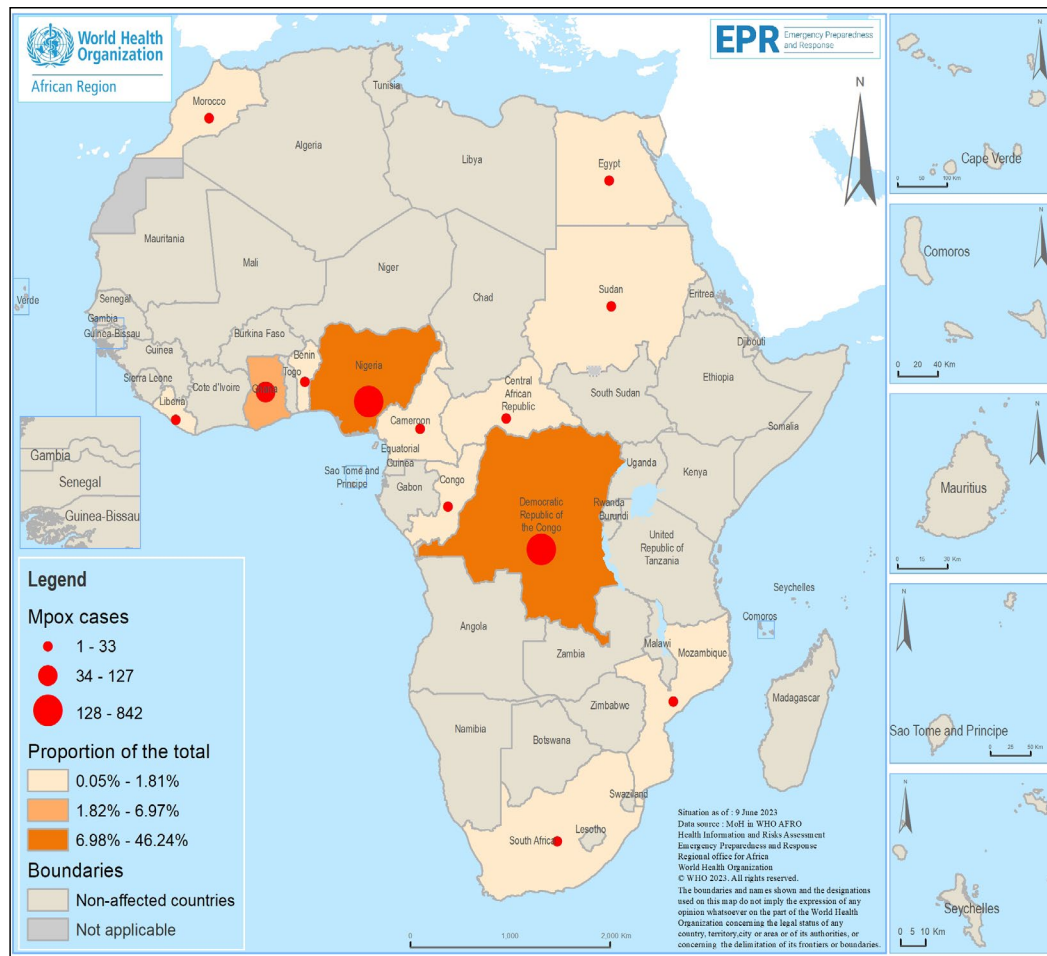 World Health
Organization
African Region
EPR
Emergency Preparedness
and Response
N
Morocco
Tunisia
Algeria
Libya
Egypt
Mauritania
Mali
Niger
Chad
Sudan
Eritrea
Verde
Senegal
Gambia
Guinea-Bissau
Guinea
Sierra Leone
Liberia
Cote d'Ivoire
Burkina Faso
Ghana
Togo
Benin
Nigeria
Cameroon
Central
African
Republic
South Sudan
Ethiopia
Djibouti
Somalia
Equatorial
Guinea
Sao Tome and
Principe
Gabon
Congo
Democratic
Republic of
the Congo
Uganda
Kenya
Rwanda
Burundi
United
Republic of
Tanzania
Seychelles
Comoros
Angola
Zambia
Malawi
Mozambique
Madagascar
Zimbabwe
Namibia
Botswana
Swaziland
Lesotho
South Africa
Gambia
Senegal
Guinea-Bissau
Legend
Mpox cases
1 - 33
34 - 127
128 - 842
Proportion of the total
0.05% - 1.81%
1.82% - 6.97%
6.98% - 46.24%
Boundaries
Non-affected countries
Not applicable
0 1,000 2,000 Km
Situation as of : 9 June 2023
Data source : MoH in WHO AFRO
Health Information and Risks Assessment
Emergency Preparedness and Response
Regional office for Africa
World Health Organization
© WHO 2023. All rights reserved.
The boundaries and names shown and the designations
used on this map do not imply the expression of any
opinion whatsoever on the part of the World Health
Organization concerning the legal status of any
country, territory,city or area or of its authorities, or
concerning the delimitation of its frontiers or boundaries.
N
Cape Verde
0 50 100 Km
N
Comoros
0 20 40 Km
N
Mauritius
0 15 30 Km
N
Sao Tome and Principe
0 25 50 Km
N
Seychelles
0 5 10 Km